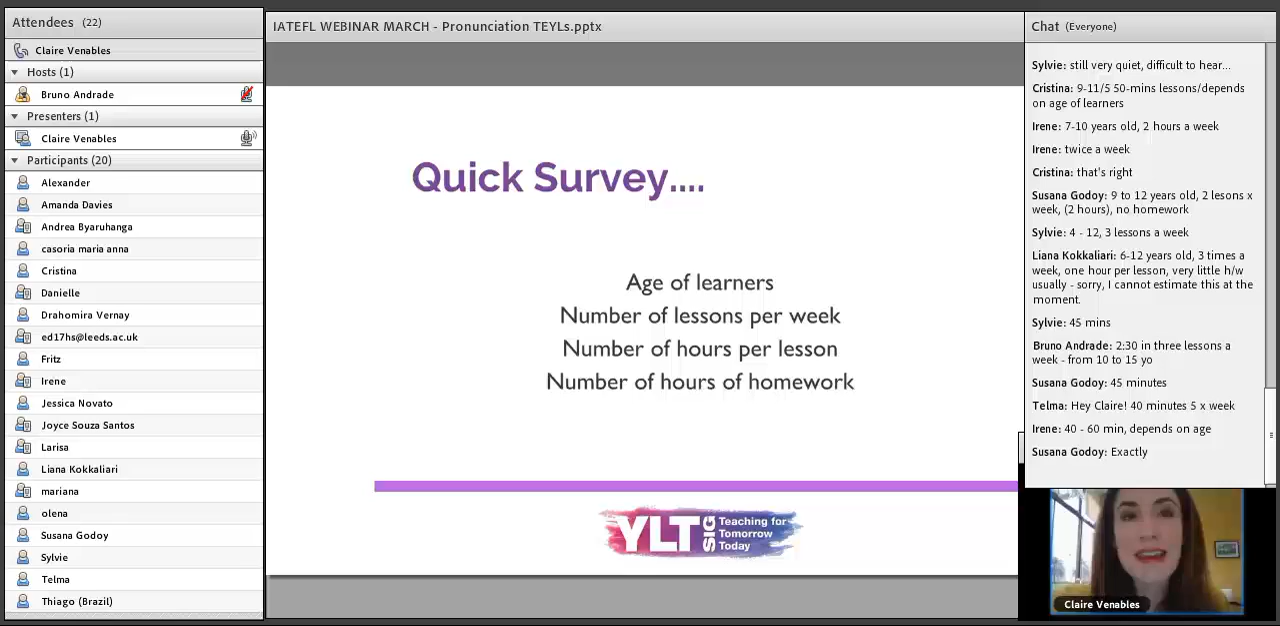 Attendees (22)
Claire Venables
Hosts (1)
Bruno Andrade
Presenters (1)
Claire Venables
Participants (20)
Alexander
Amanda Davies
Andrea Byaruhanga
casoria maria anna
Cristina
Danielle
Drahomira Vernay
ed17hs@leeds.ac.uk
Fritz
Irene
Jessica Novato
Joyce Souza Santos
Larisa
Liana Kokkaliari
mariana
olena
Susana Godoy
Sylvie
Telma
Thiago (Brazil)
IATEFL WEBINAR MARCH - Pronunciation TEYLs.pptx
Quick Survey....
Age of learners
Number of lessons per week
Number of hours per lesson
Number of hours of homework
YLT SIG
Teaching for
Tomorrow
Today
Chat (Everyone)
Sylvie: still very quiet, difficult to hear...
Cristina: 9-11/5 50-mins lessons/depends
on age of learners
Irene: 7-10 years old, 2 hours a week
Irene: twice a week
Cristina: that's right
Susana Godoy: 9 to 12 years old, 2 lesons x
week, (2 hours), no homework
Sylvie: 4 - 12, 3 lessons a week
Liana Kokkaliari: 6-12 years old, 3 times a
week, one hour per lesson, very little h/w
usually - sorry, I cannot estimate this at the
moment.
Sylvie: 45 mins
Bruno Andrade: 2:30 in three lessons a
week - from 10 to 15 yo
Susana Godoy: 45 minutes
Telma: Hey Claire! 40 minutes 5 x week
Irene: 40 - 60 min, depends on age
Susana Godoy: Exactly
Claire Venables